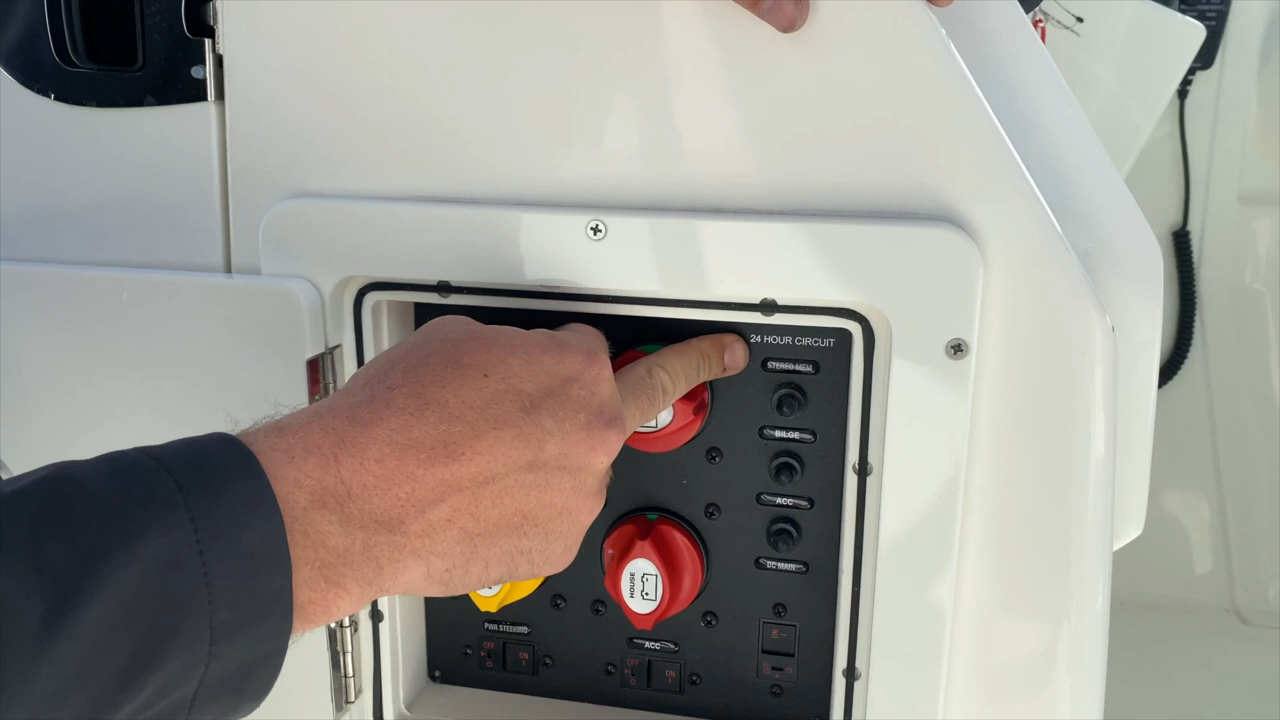 24 HOUR CIRCUIT
STEREO MEM
BILGE
ACC
DC MAIN
HOUSE
PWR STEERING
ACC
OFF
ON
OFF
ON